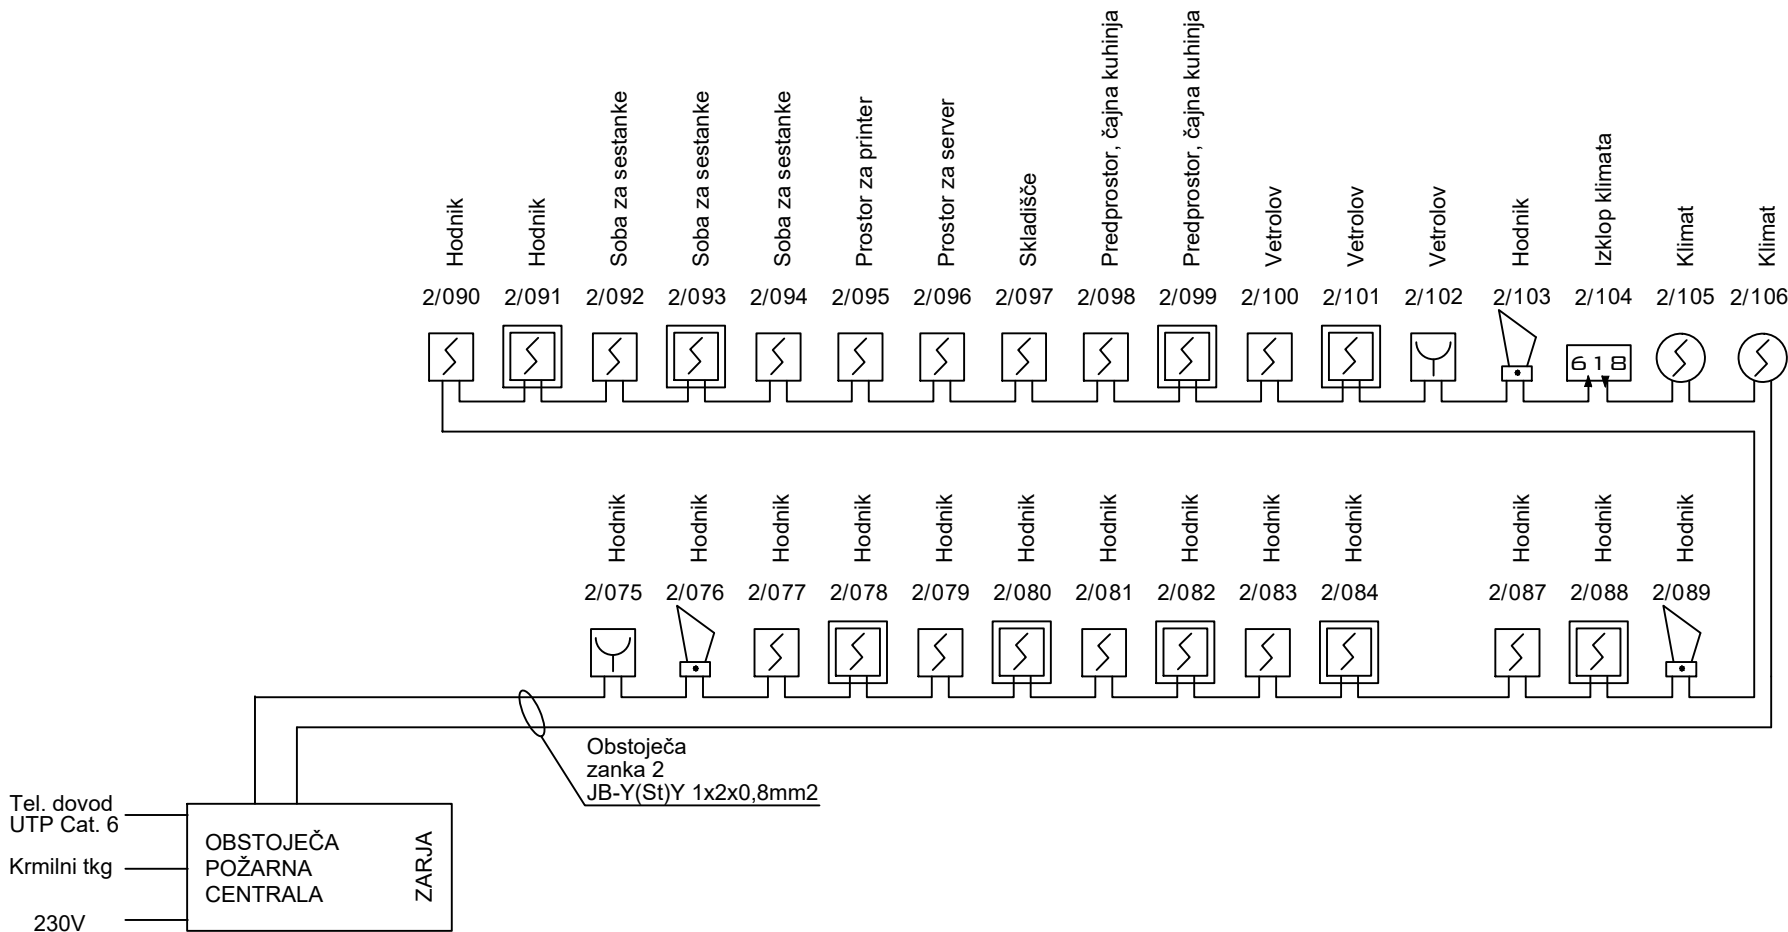 Hodnik
Hodnik
Soba za sestanke
Soba za sestanke
Soba za sestanke
Prostor za printer
Prostor za server
Skladišče
Predprostor, čajna kuhinja
Predprostor, čajna kuhinja
Vetrolov
Vetrolov
Vetrolov
Hodnik
Izklop klimata
Klimat
Klimat
2/090 2/091 2/092 2/093 2/094 2/095 2/096 2/097 2/098 2/099 2/100 2/101 2/102 2/103 2/104 2/105 2/106
618
Hodnik
Hodnik
Hodnik
Hodnik
Hodnik
Hodnik
Hodnik
Hodnik
Hodnik
Hodnik
Hodnik
Hodnik
Hodnik
2/075 2/076 2/077 2/078 2/079 2/080 2/081 2/082 2/083 2/084 2/087 2/088 2/089
Obstoječa
zanka 2
JB-Y(St)Y 1x2x0,8mm2
Tel. dovod
UTP Cat. 6
Krmilni tkg
230V
OBSTOJEČA
POŽARNA
CENTRALA
ZARJA